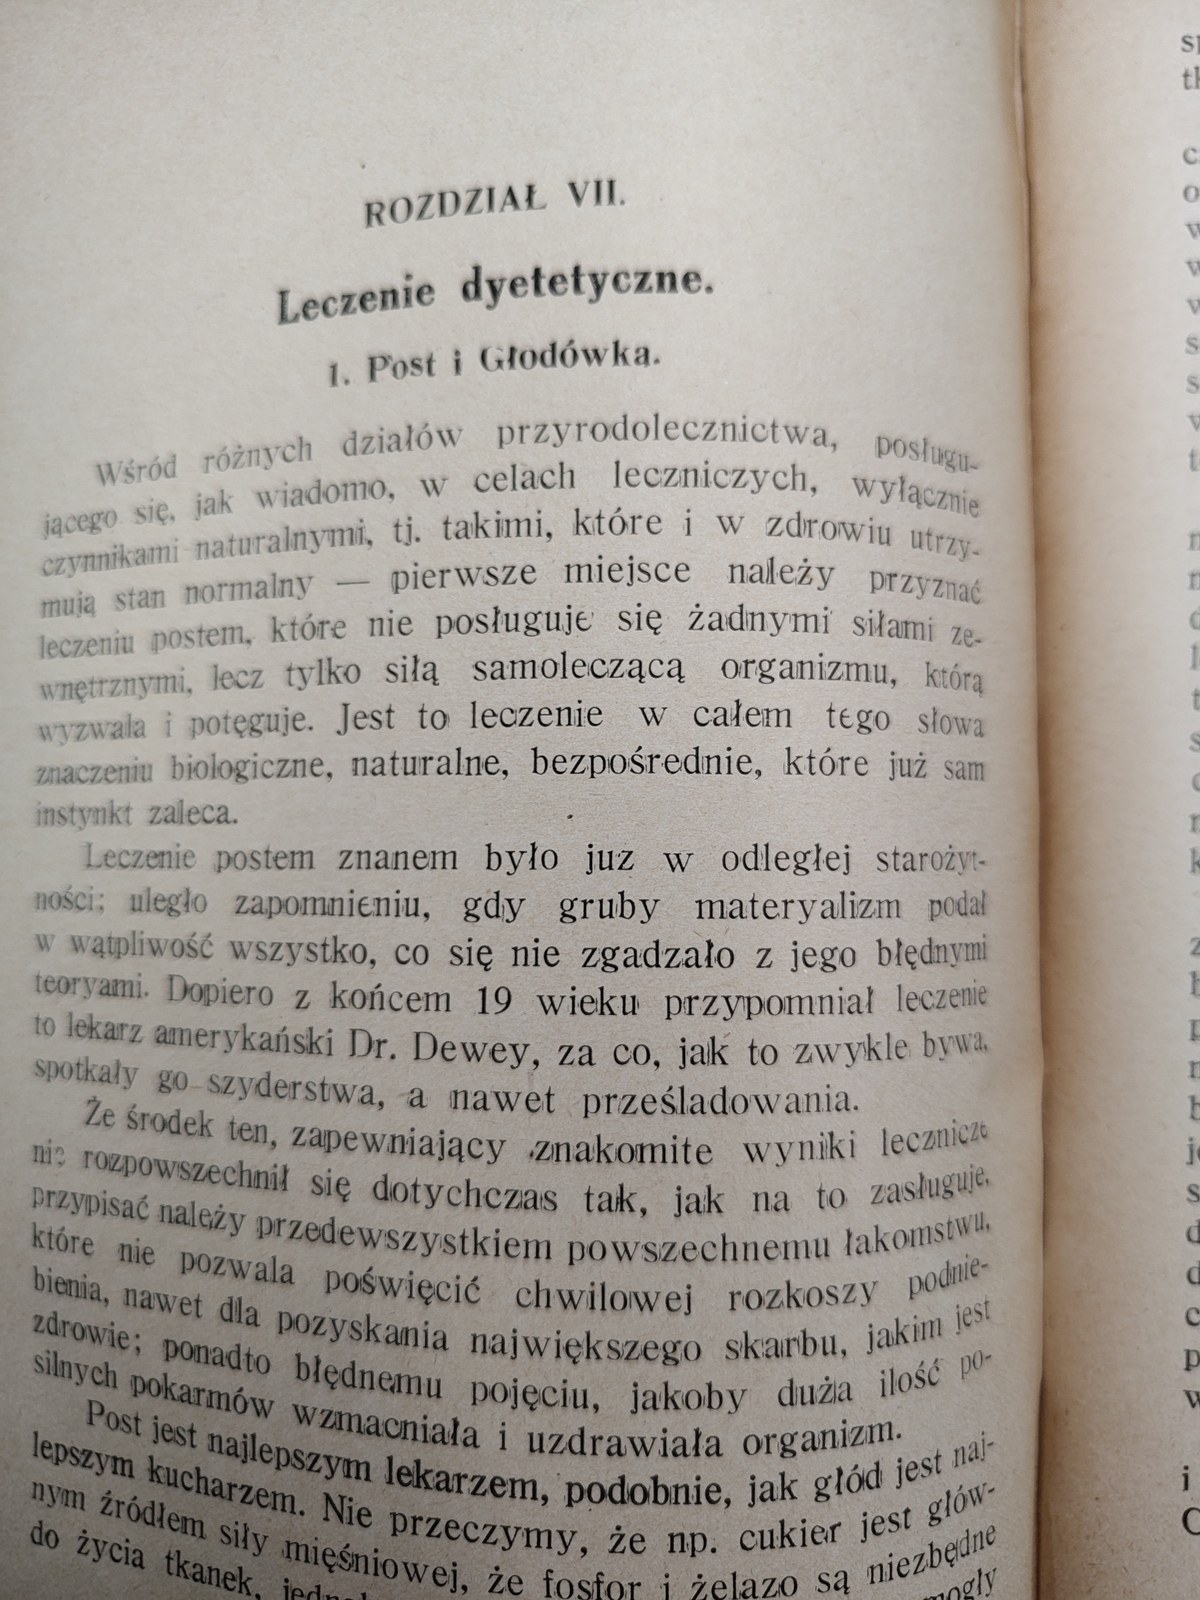 ROZDZIAŁ VII.
Leczenie dyetetyczne.
1. Post i Głodówka.
Wśród różnych działów przyrodolecznictwa, posługu-
jącego się, jak wiadomo, w celach leczniczych, wyłącznie
czynnikami naturalnymi, tj. takimi, które i w zdrowiu utrzy-
mują stan normalny — pierwsze miejsce należy przyznać
leczeniu postem, które nie posługuje się żadnymi siłami ze-
wnętrznymi, lecz tylko siłą samoleczącą organizmu, którą
wyzwala i potęguje. Jest to leczenie w całem tego słowa
znaczeniu biologiczne, naturalne, bezpośrednie, które już sam
instynkt zaleca.
Leczenie postem znanem było juz w odległej starożyt-
ności; uległo zapomnieniu, gdy gruby materyalizm podał
w wątpliwość wszystko, co się nie zgadzało z jego błędnymi
teoryami. Dopiero z końcem 19 wieku przypomniał leczenie
to lekarz amerykański Dr. Dewey, za co, jak to zwykle bywa,
spotkały go szyderstwa, a nawet prześladowania.
Że środek ten, zapewniający znakomite wyniki lecznicze
nie rozpowszechnił się dotychczas tak, jak na to zasługuje,
przypisać należy przedewszystkiem powszechnemu łakomstwu,
które nie pozwala poświęcić chwilowej rozkoszy podnie-
bienia, nawet dla pozyskania największego skarbu, jakim jest
zdrowie; ponadto błędnemu pojęciu, jakoby duża ilość po-
silnych pokarmów wzmacniała i uzdrawiała organizm.
Post jest najlepszym lekarzem, podobnie, jak głód jest naj-
lepszym kucharzem. Nie przeczymy, że np. cukier jest głów-
nym źródłem siły mięśniowej, że fosfor i żelazo są niezbędne
do życia tkanek, mogły